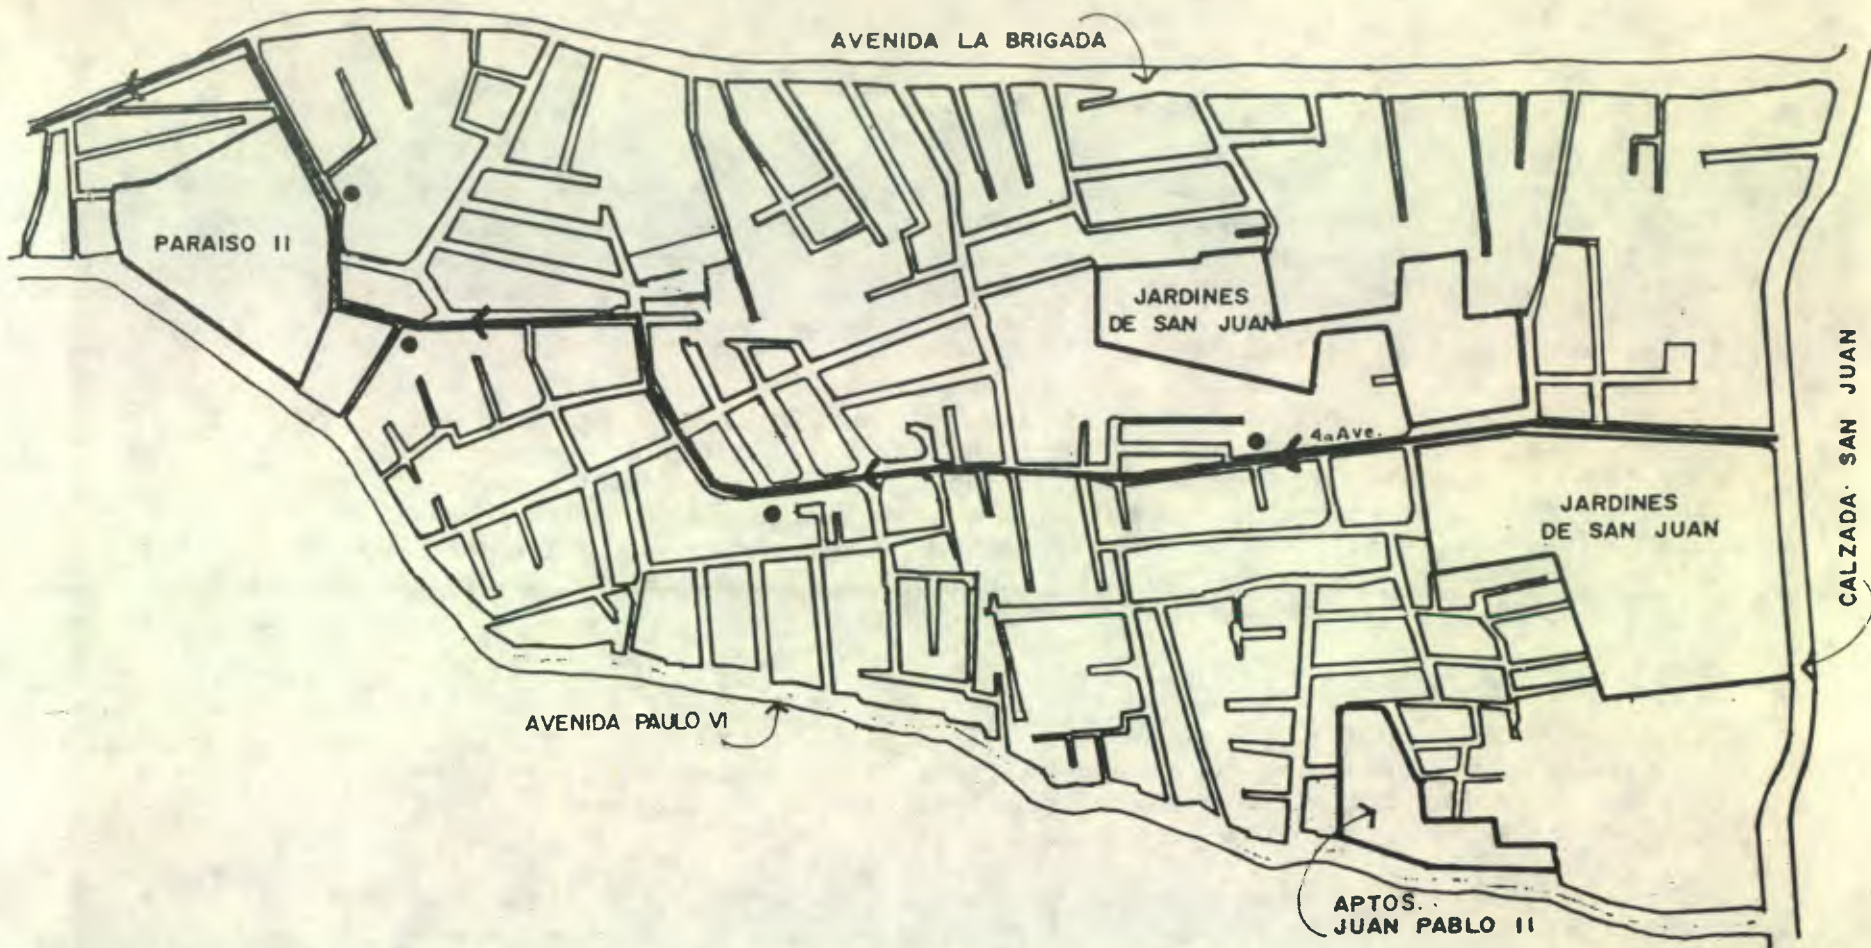 AVENIDA LA BRIGADA
PARAISO II
JARDINES
DE SAN JUAN
4a Ave.
CALZADA SAN JUAN
JARDINES
DE SAN JUAN
AVENIDA PAULO VI
APTOS.
JUAN PABLO II